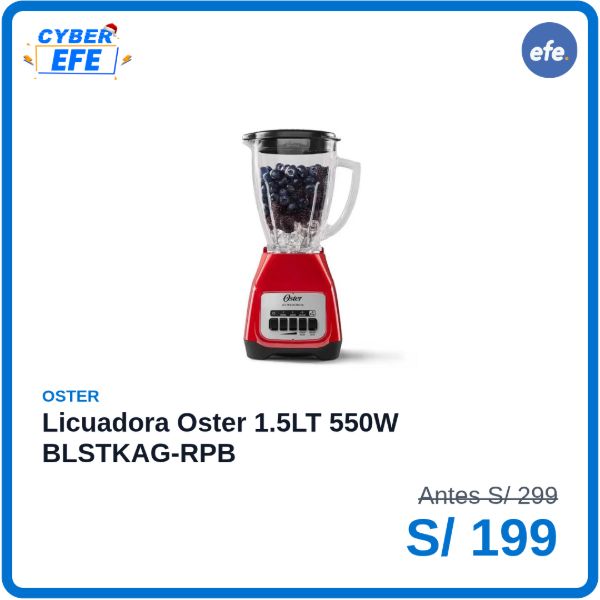 CYBER
EFE
efe.
Oster
OSTER
Licuadora Oster 1.5LT 550W
BLSTKAG-RPB
Antes S/ 299
S/ 199